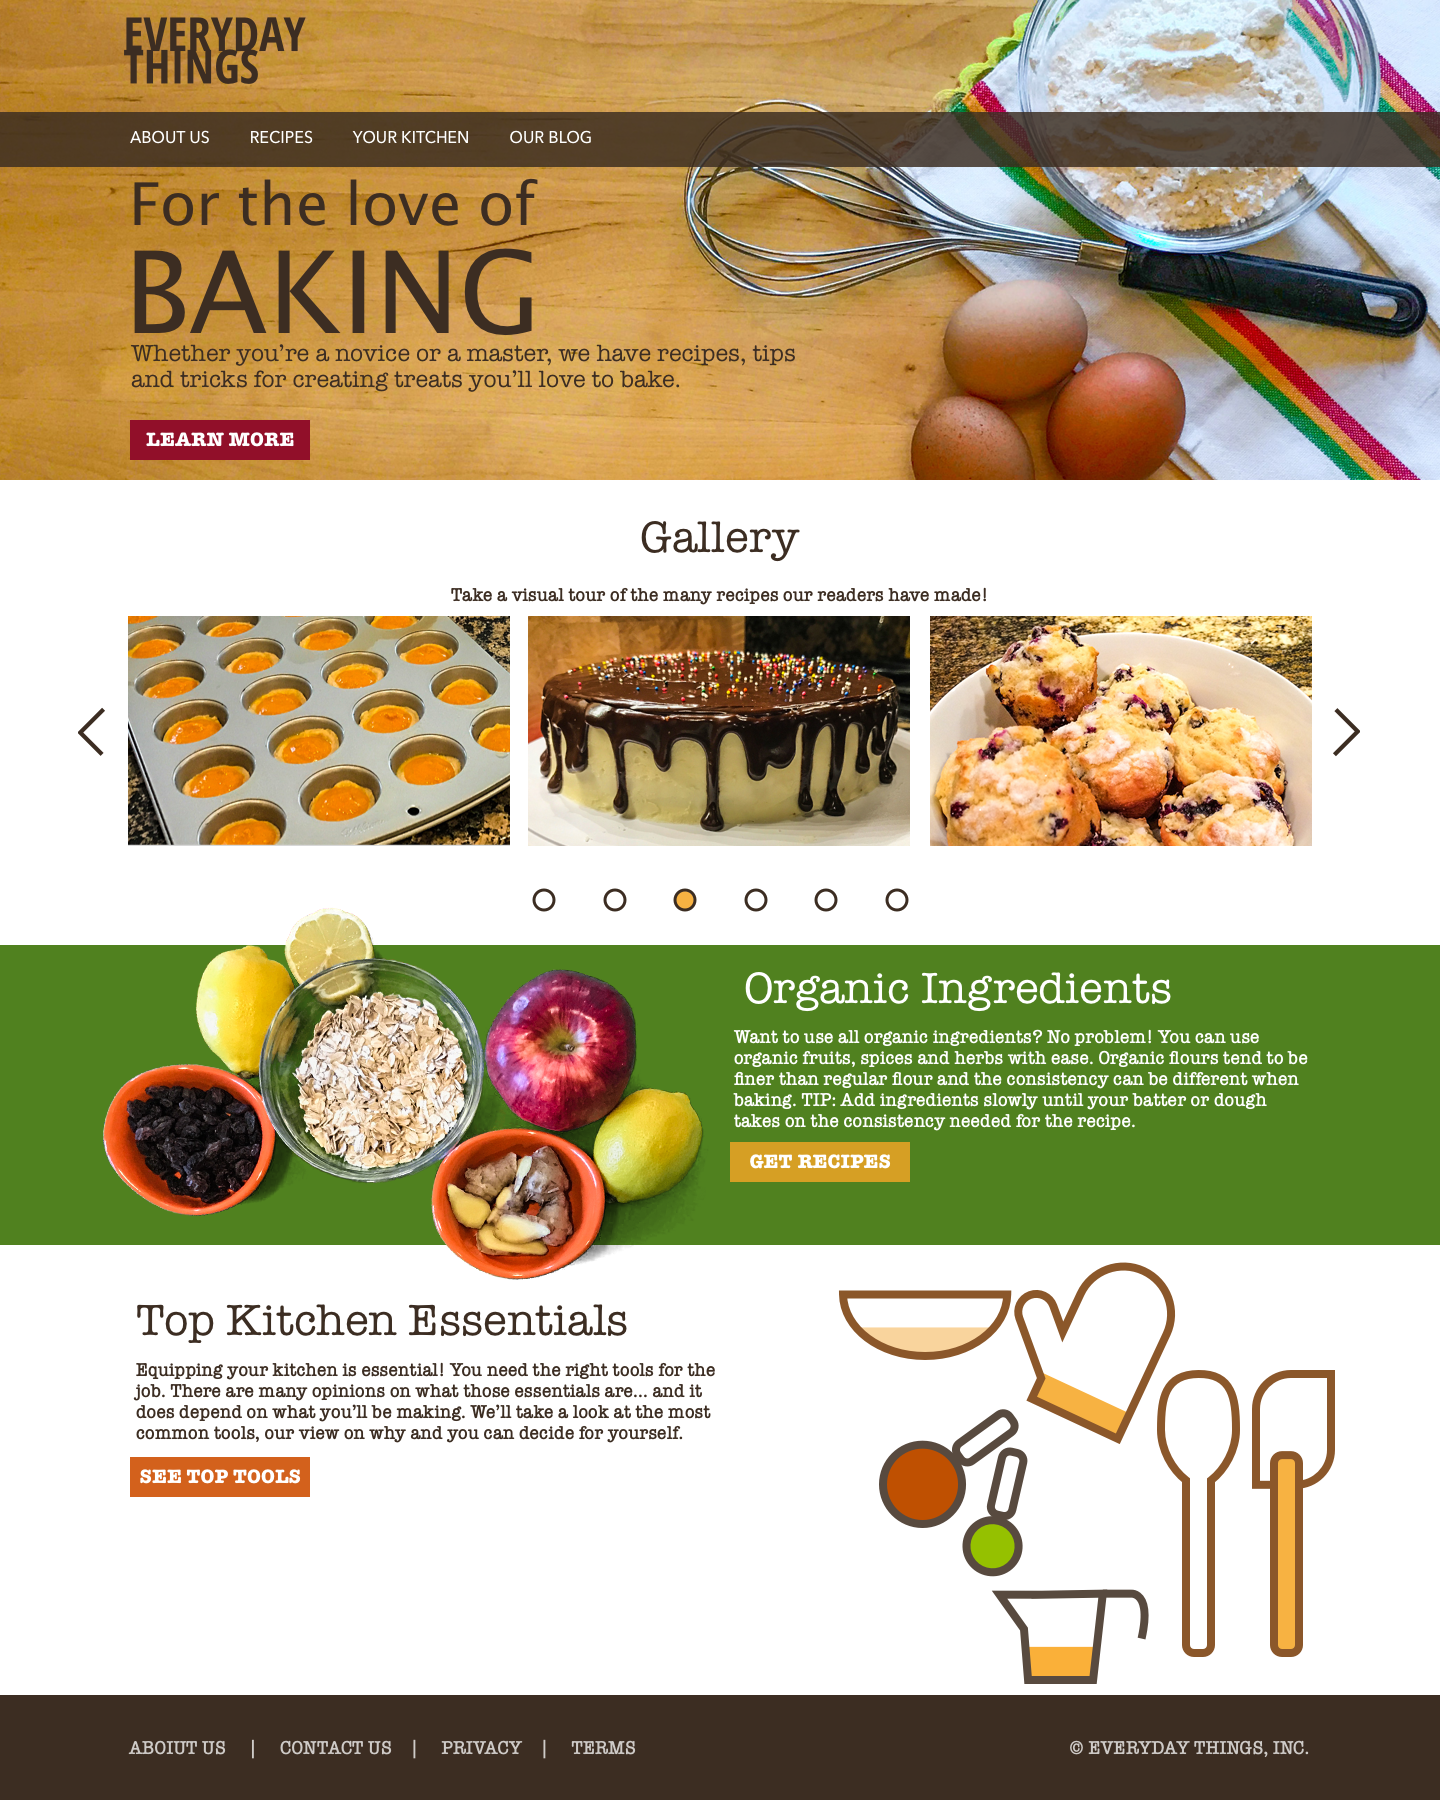 EVERYDAY
THINGS
ABOUT US RECIPES YOUR KITCHEN OUR BLOG
For the love of
BAKING
Whether you’re a novice or a master, we have recipes, tips
and tricks for creating treats you’ll love to bake.
LEARN MORE
Gallery
Take a visual tour of the many recipes our readers have made!
Organic Ingredients
Want to use all organic ingredients? No problem! You can use
organic fruits, spices and herbs with ease. Organic flours tend to be
finer than regular flour and the consistency can be different when
baking. TIP: Add ingredients slowly until your batter or dough
takes on the consistency needed for the recipe.
GET RECIPES
Top Kitchen Essentials
Equipping your kitchen is essential! You need the right tools for the
job. There are many opinions on what those essentials are... and it
does depend on what you’ll be making. We’ll take a look at the most
common tools, our view on why and you can decide for yourself.
SEE TOP TOOLS
ABOIUT US | CONTACT US | PRIVACY | TERMS © EVERYDAY THINGS, INC.